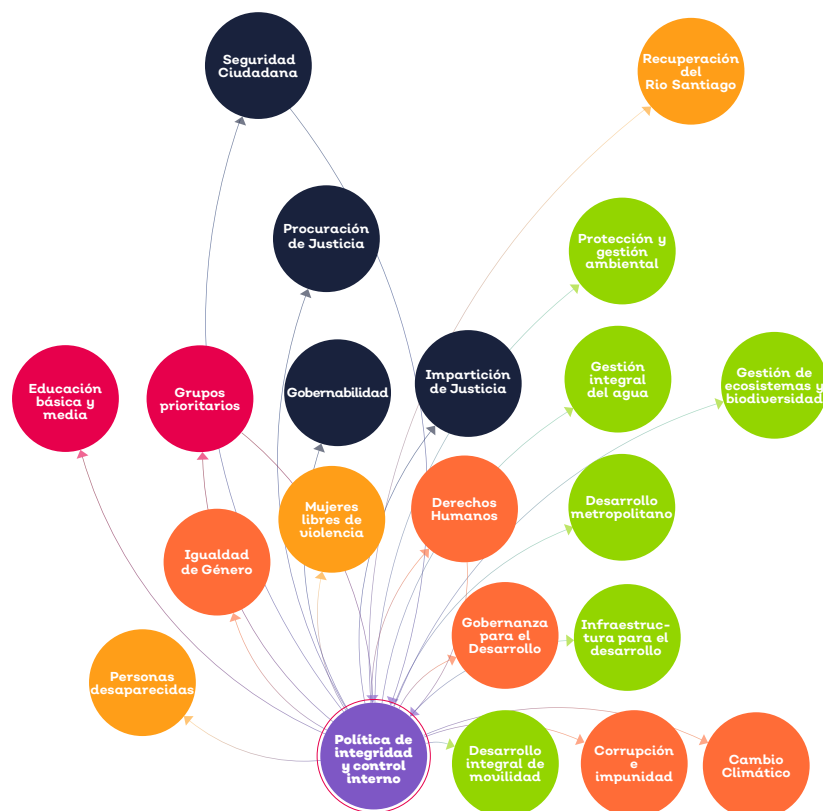 Seguridad
Ciudadana
Recuperación
del
Rio Santiago
Procuración
de Justicia
Protección y
gestión
ambiental
Educación
básica y
media
Grupos
prioritarios
Gobernabilidad
Impartición
de Justicia
Gestión
integral
del agua
Gestión de
ecosistemas y
biodiversidad
Mujeres
libres de
violencia
Derechos
Humanos
Desarrollo
metropolitano
Igualdad
de Género
Gobernanza
para el
Desarrollo
Infraestruc-
tura para el
desarrollo
Personas
desaparecidas
Política de
integridad
y control
interno
Desarrollo
integral de
movilidad
Corrupción
e
impunidad
Cambio
Climático